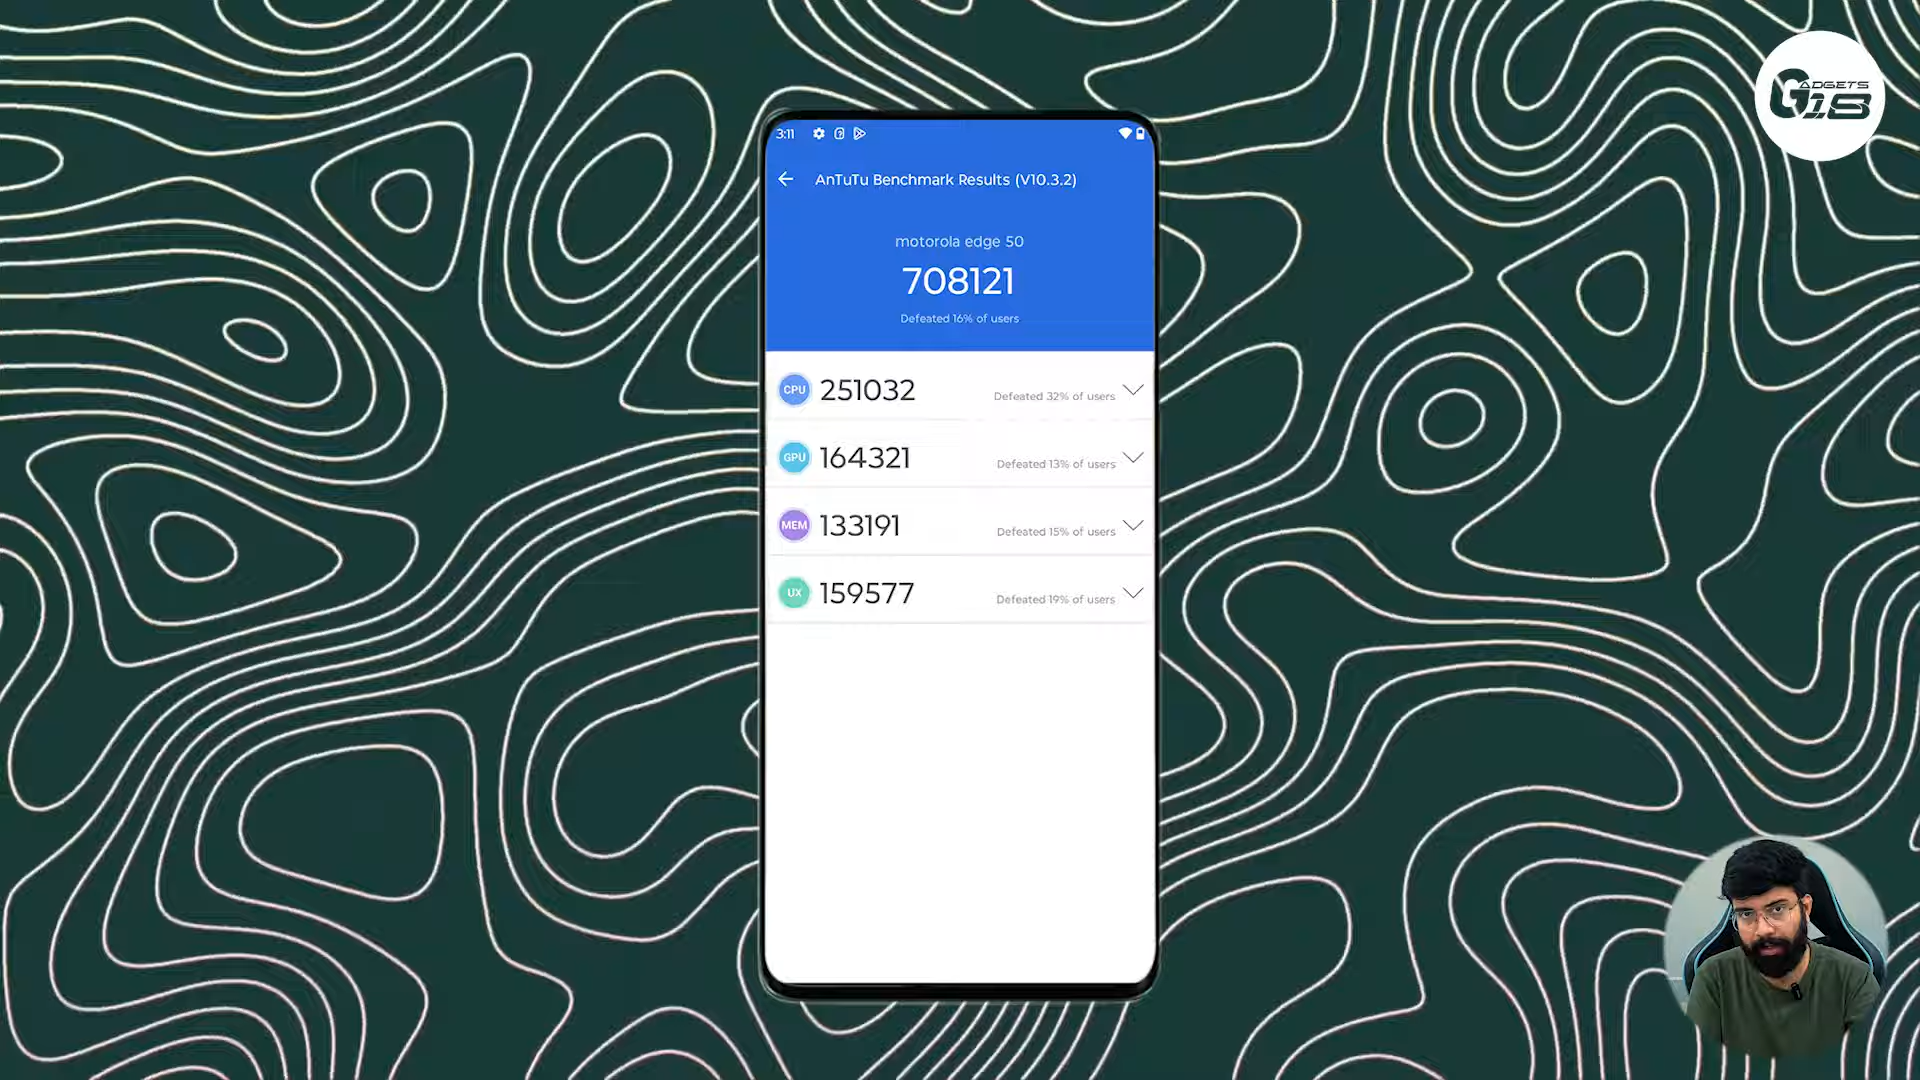 GADGETS
G18
3:11
AnTuTu Benchmark Results (V10.3.2)
motorola edge 50
708121
Defeated 16% of users
CPU 251032 Defeated 32% of users
GPU 164321 Defeated 13% of users
MEM 133191 Defeated 15% of users
UX 159577 Defeated 19% of users